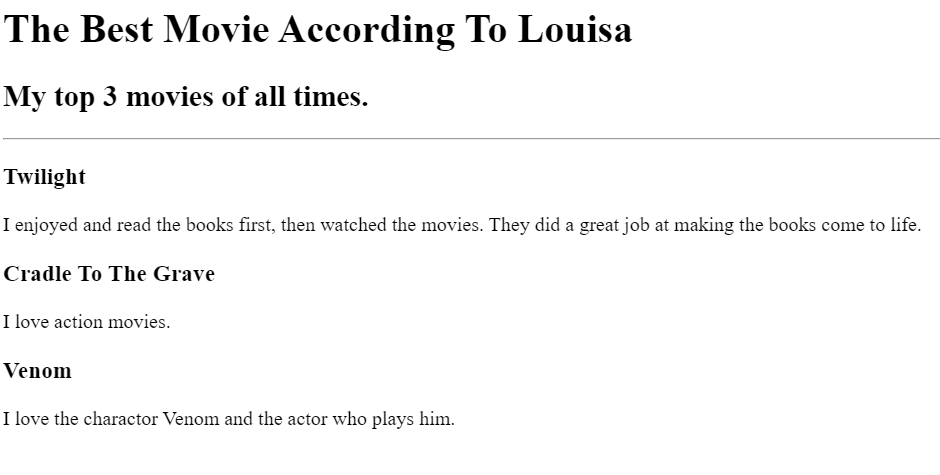 The Best Movie According To Louisa
My top 3 movies of all times.
Twilight
I enjoyed and read the books first, then watched the movies. They did a great job at making the books come to life.
Cradle To The Grave
I love action movies.
Venom
I love the charactor Venom and the actor who plays him.